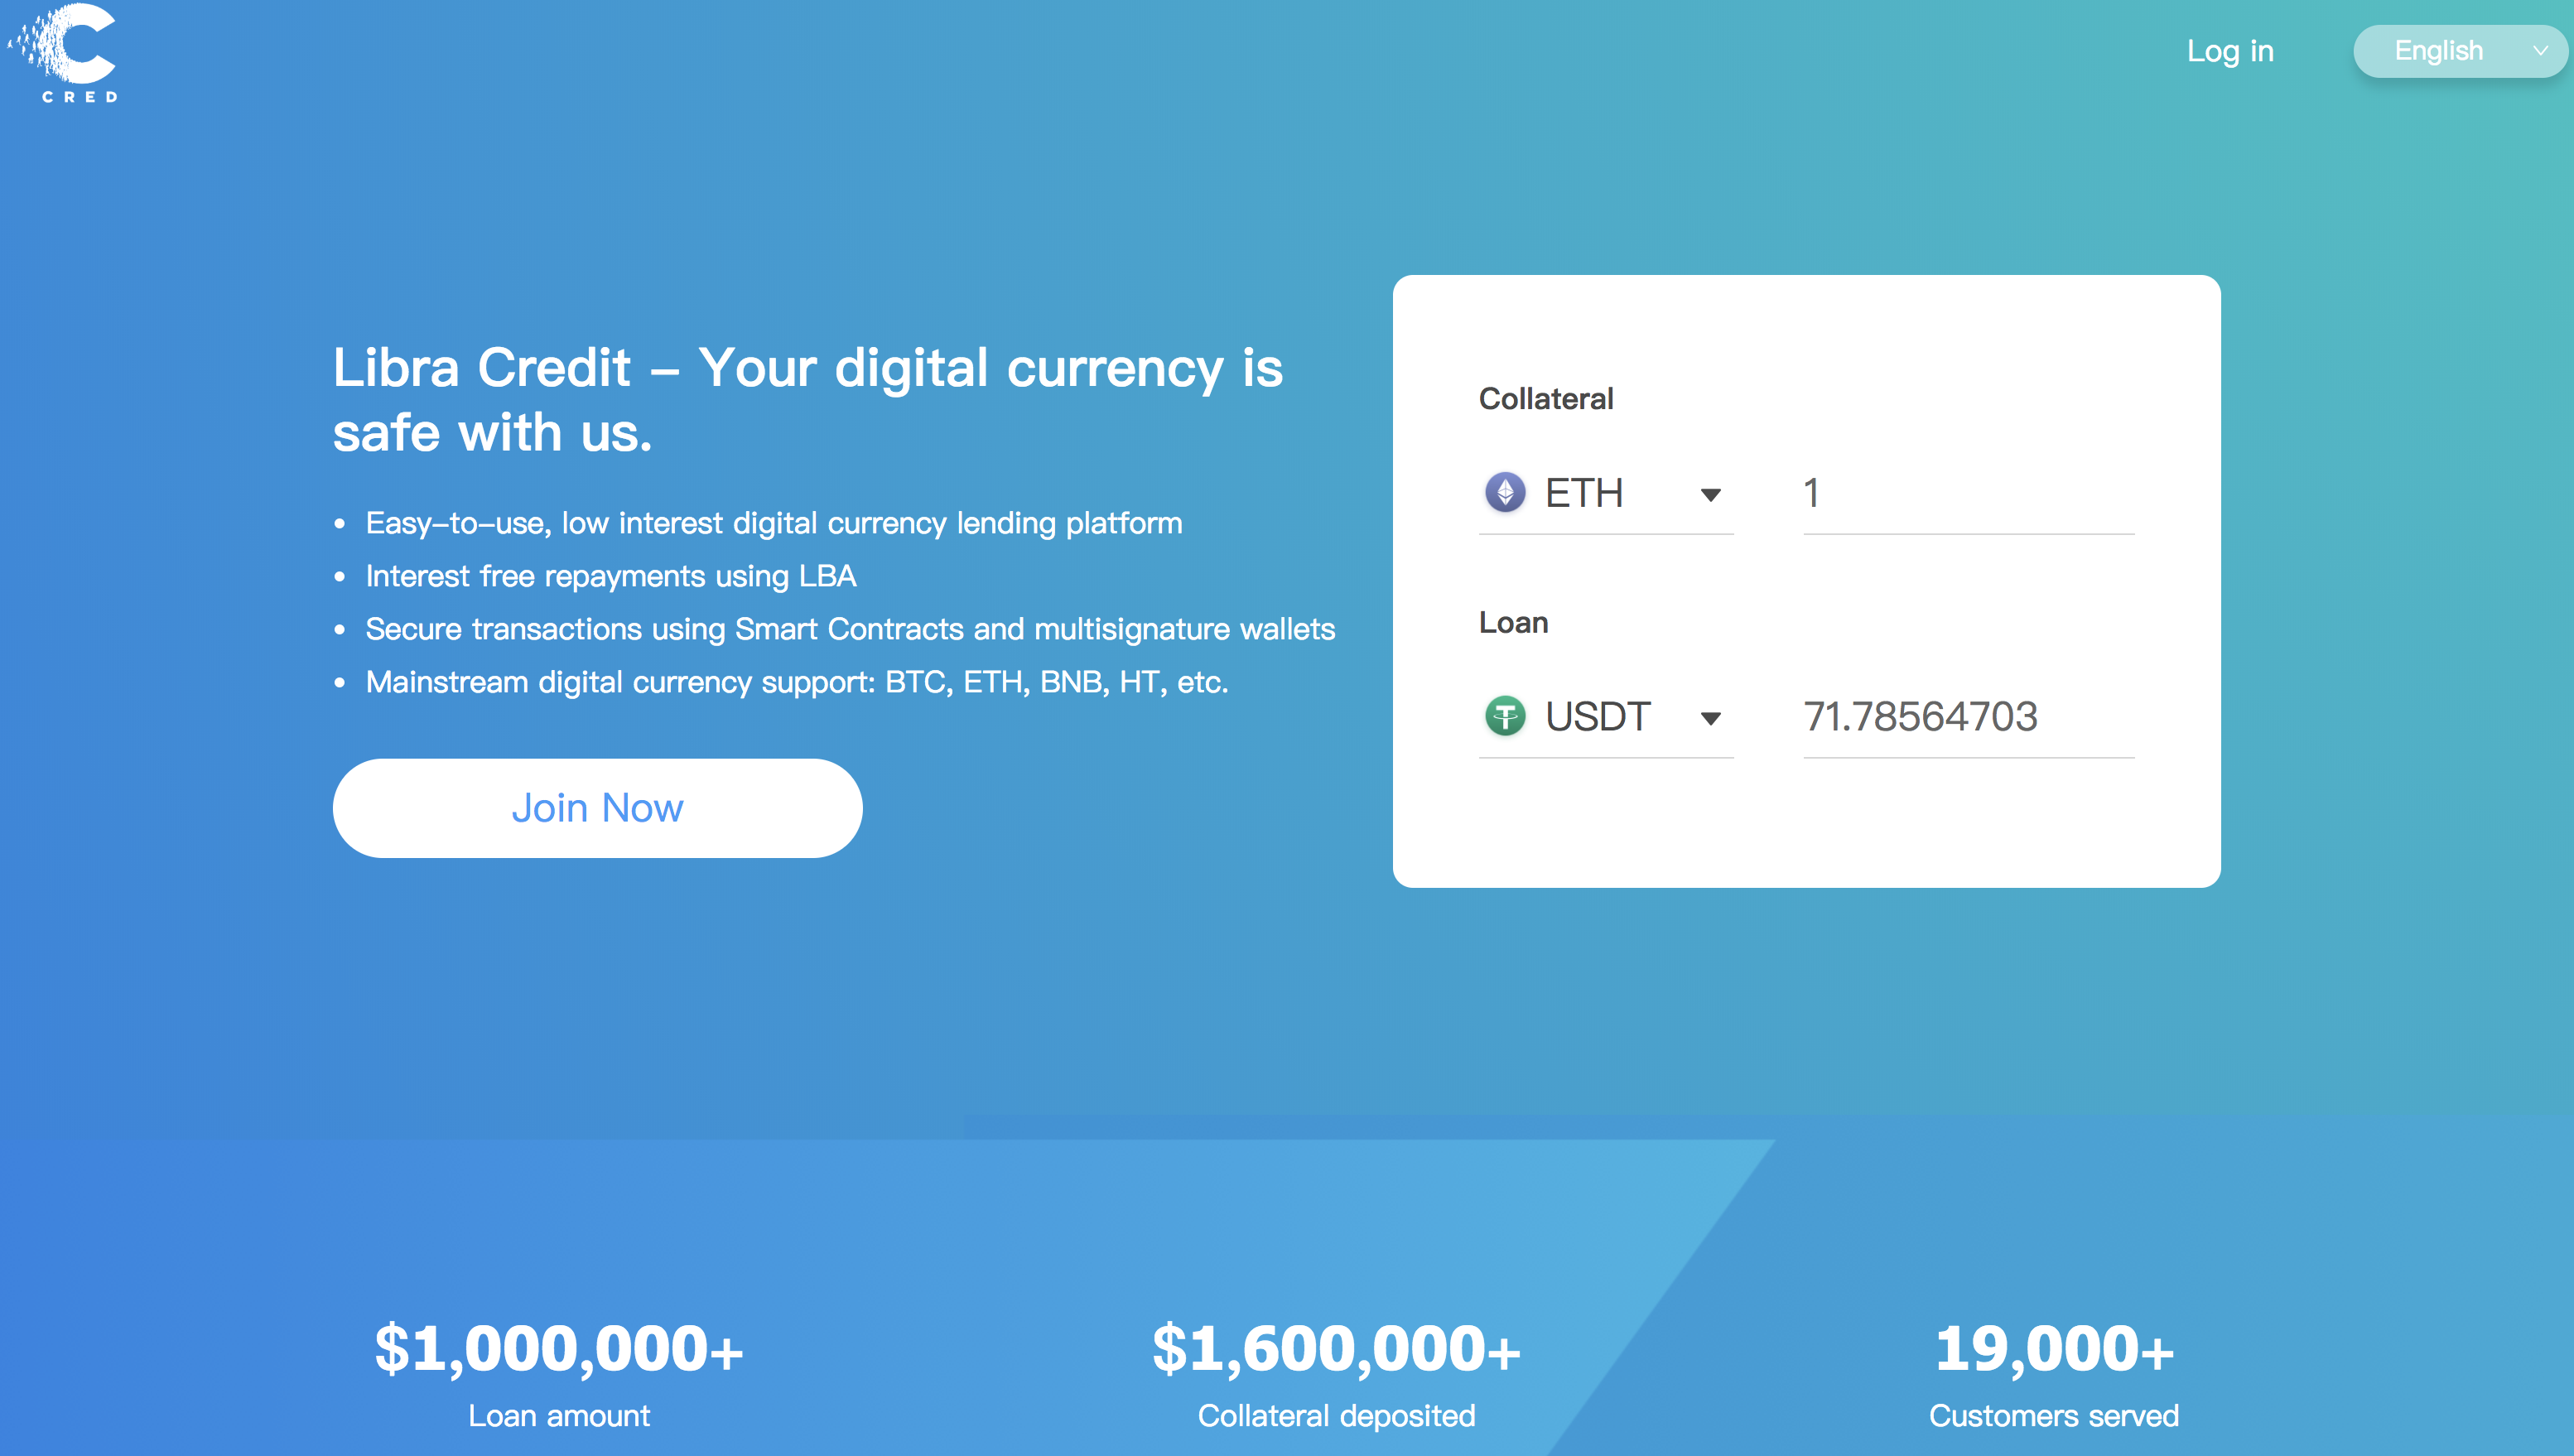 CRED
Log in
English
Libra Credit – Your digital currency is
safe with us.
• Easy–to–use, low interest digital currency lending platform
• Interest free repayments using LBA
• Secure transactions using Smart Contracts and multisignature wallets
• Mainstream digital currency support: BTC, ETH, BNB, HT, etc.
Join Now
Collateral
ETH 1
Loan
USDT 71.78564703
$1,000,000+
Loan amount
$1,600,000+
Collateral deposited
19,000+
Customers served